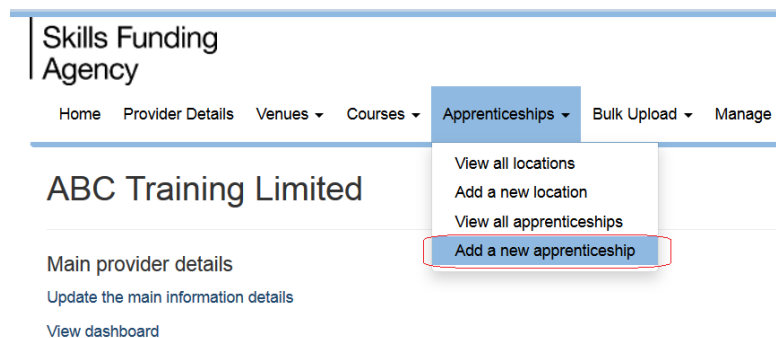 Skills Funding
Agency
Home Provider Details Venues Courses Apprenticeships Bulk Upload Manage
View all locations
Add a new location
View all apprenticeships
Add a new apprenticeship
ABC Training Limited
Main provider details
Update the main information details
View dashboard